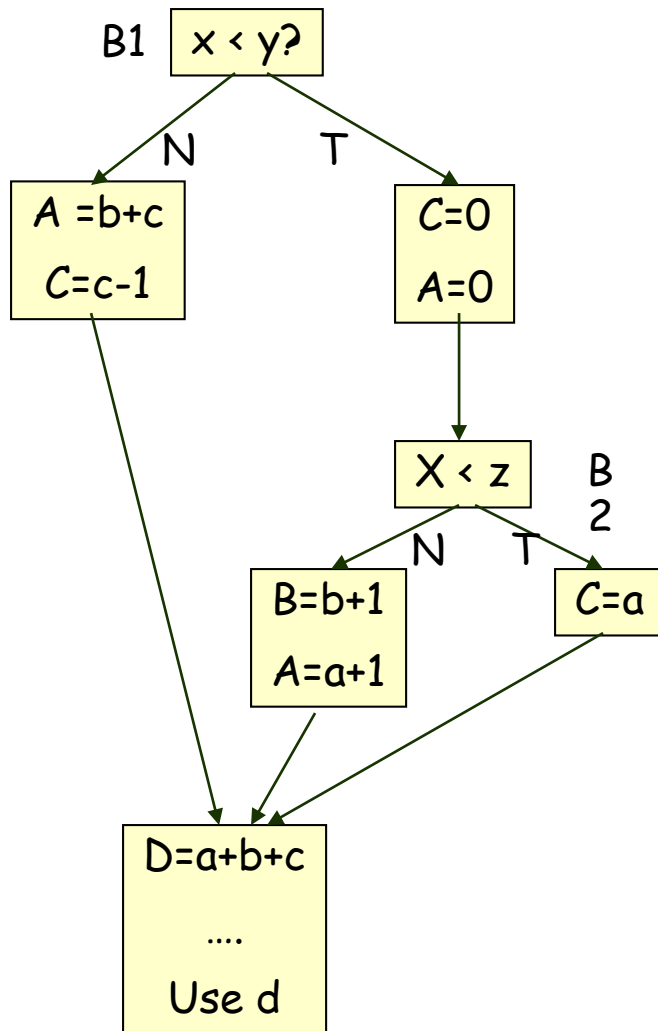 B1
x < y?
N
T
A =b+c
C=c-1
C=0
A=0
X < z
B
2
N
T
B=b+1
A=a+1
C=a
D=a+b+c
….
Use d